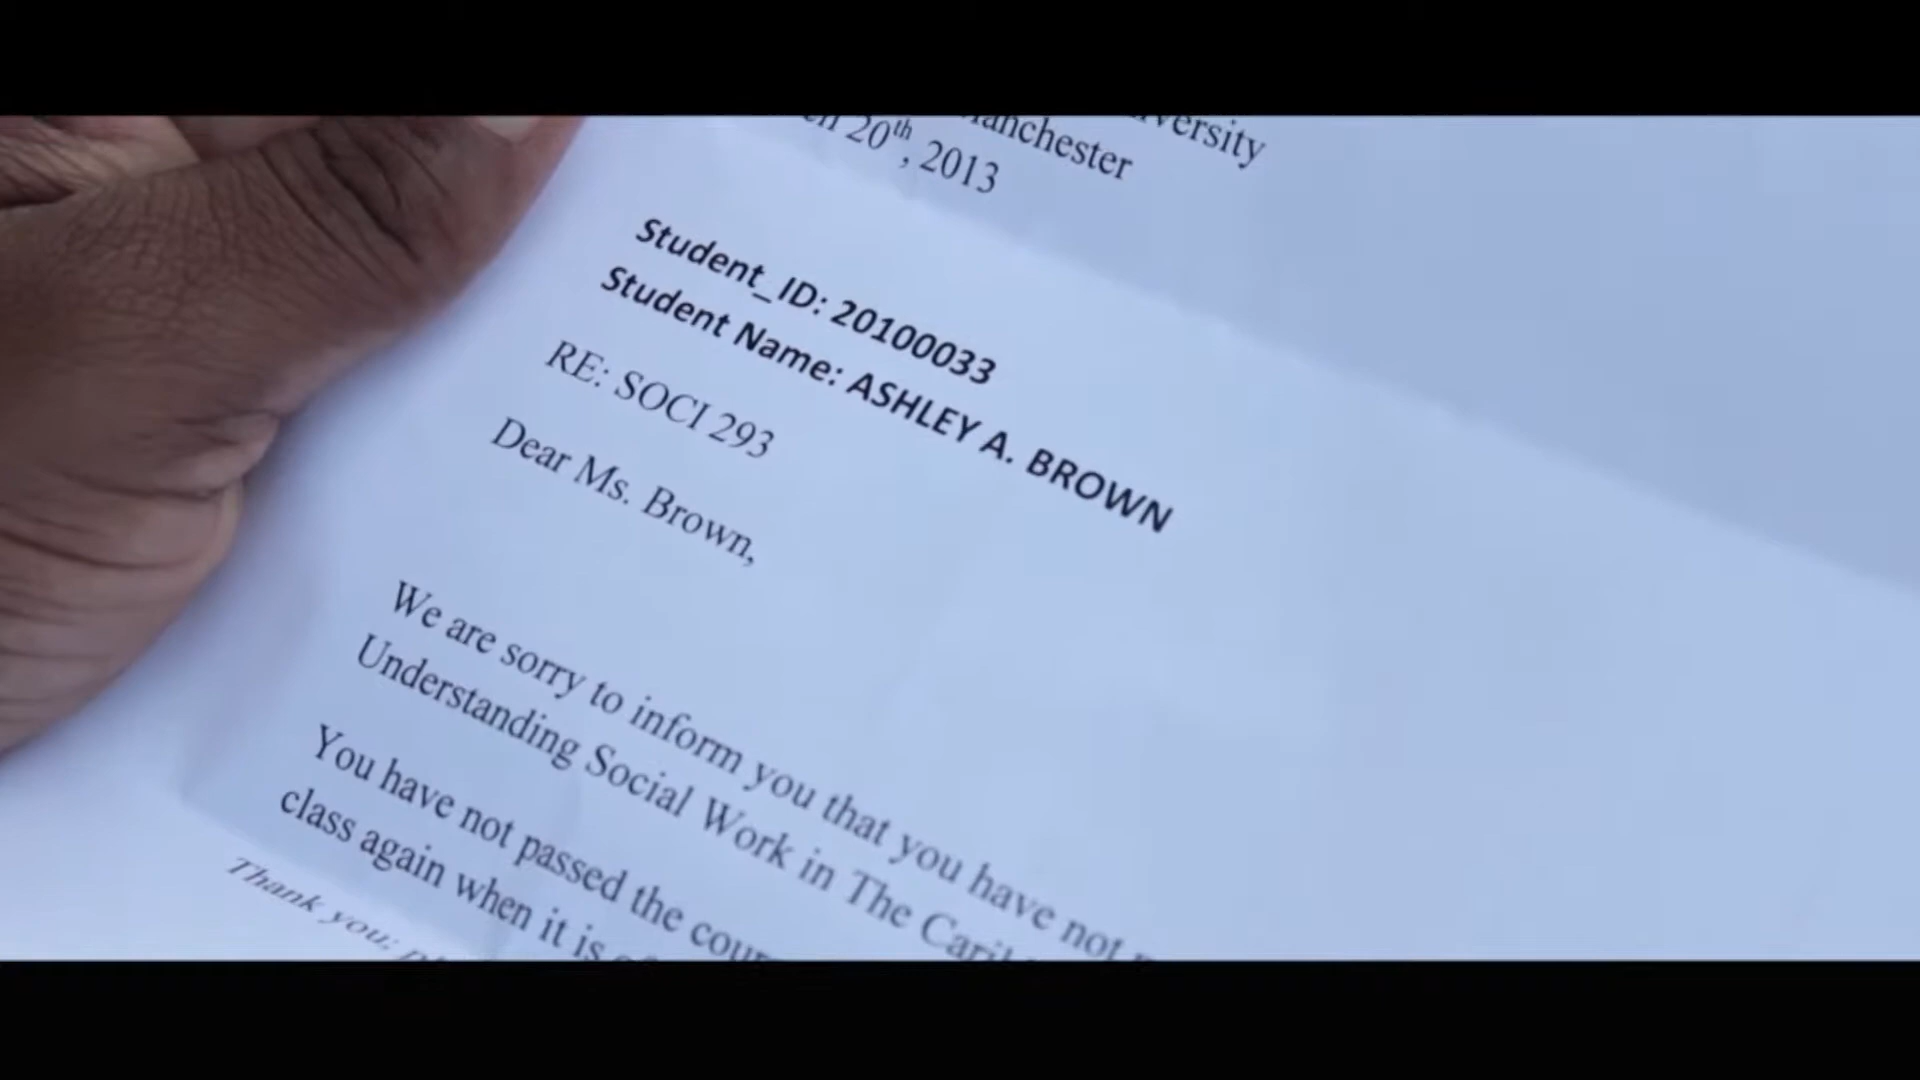 Manchester
20th, 2013
Student_ID: 20100033
Student Name: ASHLEY A. BROWN
RE: SOCI 293
Dear Ms. Brown,
We are sorry to inform you that you have not
Understanding Social Work in The
You have not passed the
class again when it is
Thank you;